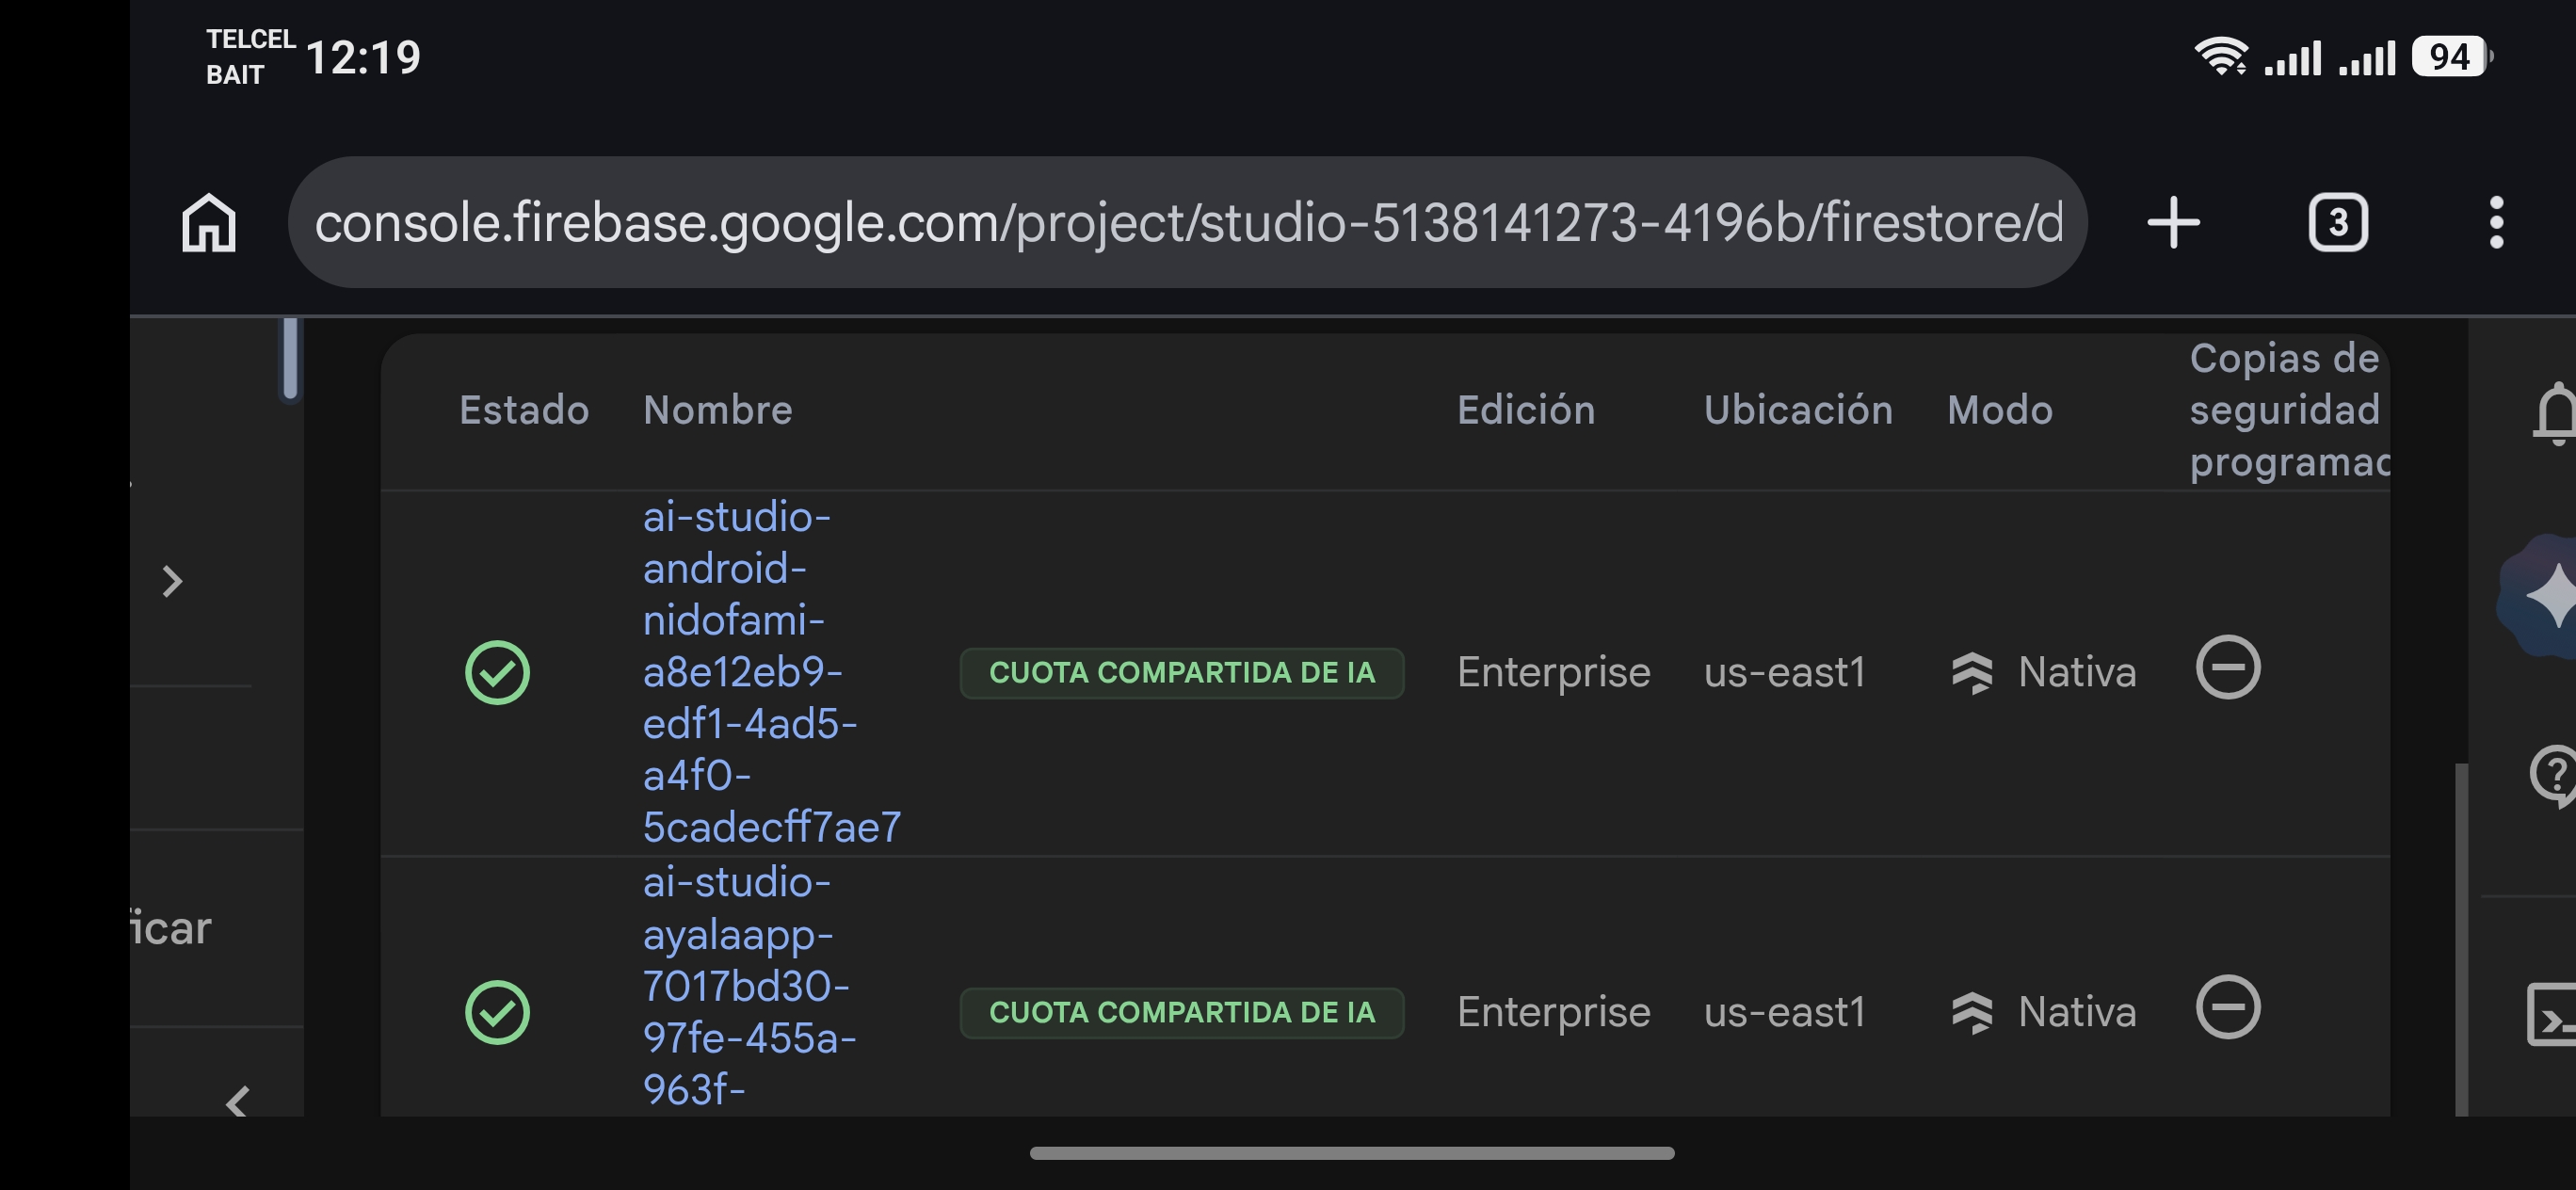 TELCEL
BAIT
12:19
94
console.firebase.google.com/project/studio-5138141273-4196b/firestore/d
3
Estado
Nombre
Edición
Ubicación
Modo
Copias de
seguridad
programac
ai-studio-
android-
nidofami-
a8e12eb9-
edf1-4ad5-
a4f0-
5cadecff7ae7
CUOTA COMPARTIDA DE IA
Enterprise
us-east1
Nativa
icar
ai-studio-
ayalaapp-
7017bd30-
97fe-455a-
963f-
CUOTA COMPARTIDA DE IA
Enterprise
us-east1
Nativa